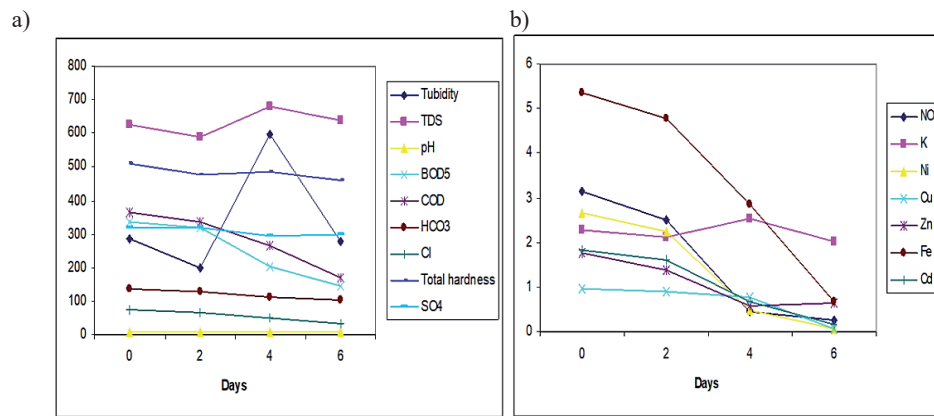 a)
800
700
600
500
400
300
200
100
0
0 2 4 6
Days
Tubidity
TDS
pH
BOD5
COD
HCO3
Cl
Total hardness
SO4
b)
6
5
4
3
2
1
0
0 2 4 6
Days
NO
K
Ni
Cu
Zn
Fe
Cd